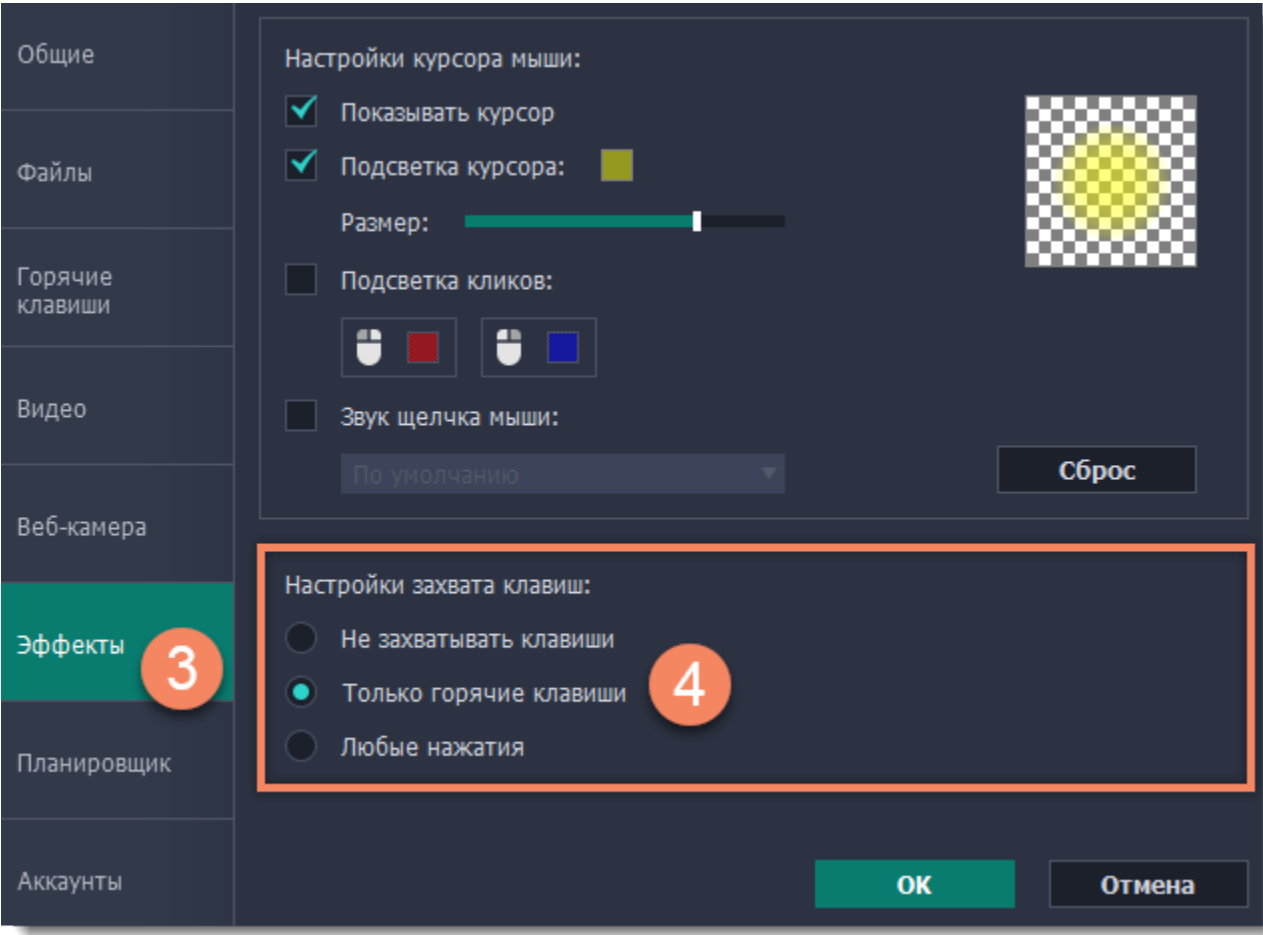 Общие
Файлы
Горячие
клавиши
Видео
Веб-камера
Эффекты
3
Планировщик
Аккаунты
Настройки курсора мыши:
Показывать курсор
Подсветка курсора:
Размер:
Подсветка кликов:
Звук щелчка мыши:
По умолчанию
Сброс
Настройки захвата клавиш:
Не захватывать клавиши
Только горячие клавиши
4
Любые нажатия
OK
Отмена